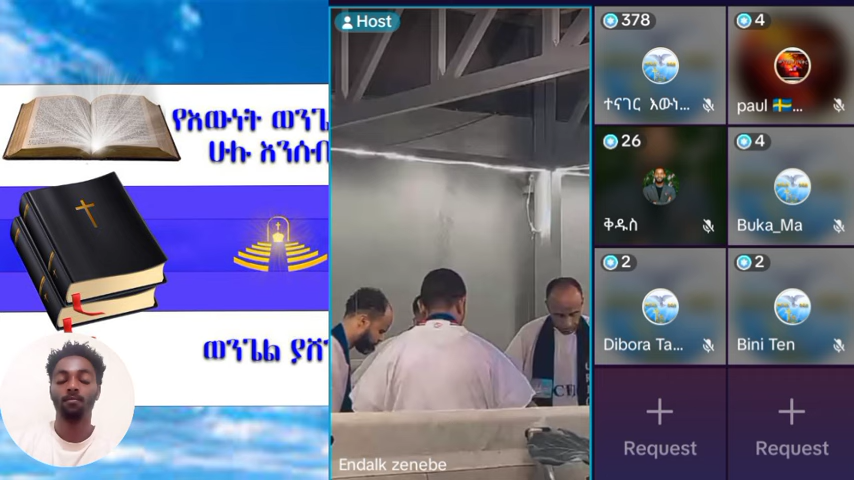 የእውነት ወንጌ
ሁሉ እንሰብ
ወንጌል ያሸ
Host
Endalk zenebe
378
ተናገር እውነ...
4
paul 🇸🇪...
26
ቅዱስ
4
Buka_Ma
2
Dibora Ta...
2
Bini Ten
Request
Request